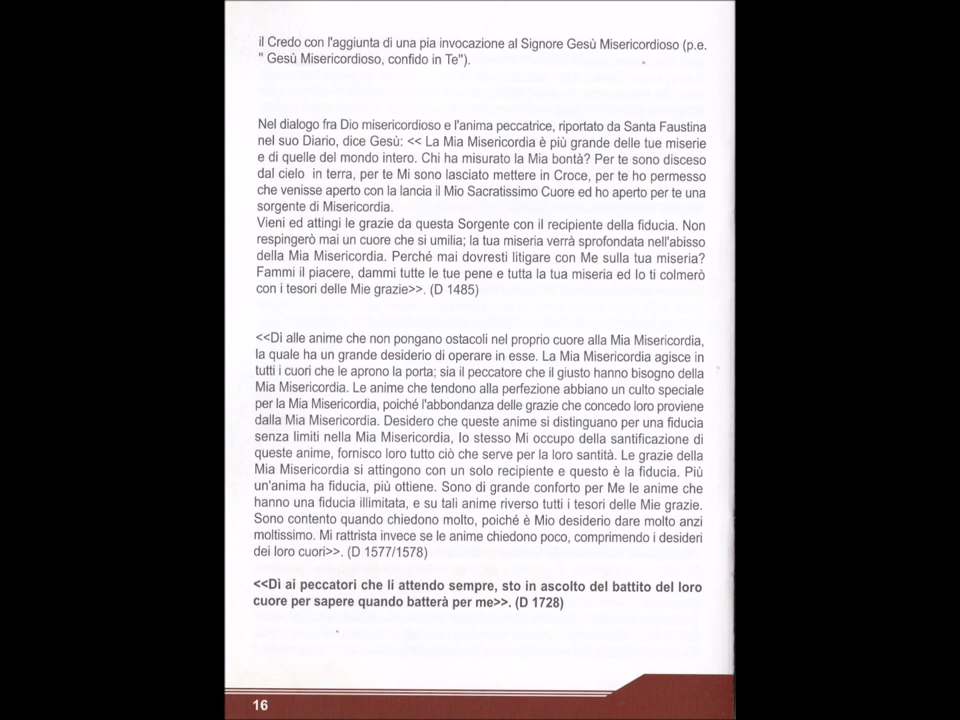 il Credo con l'aggiunta di una pia invocazione al Signore Gesù Misericordioso (p.e.
" Gesù Misericordioso, confido in Te").
Nel dialogo fra Dio misericordioso e l'anima peccatrice, riportato da Santa Faustina
nel suo Diario, dice Gesù: << La Mia Misericordia è più grande delle tue miserie
e di quelle del mondo intero. Chi ha misurato la Mia bontà? Per te sono disceso
dal cielo in terra, per te Mi sono lasciato mettere in Croce, per te ho permesso
che venisse aperto con la lancia il Mio Sacratissimo Cuore ed ho aperto per te una
sorgente di Misericordia.
Vieni ed attingi le grazie da questa Sorgente con il recipiente della fiducia. Non
respingerò mai un cuore che si umilia; la tua miseria verrà sprofondata nell'abisso
della Mia Misericordia. Perché mai dovresti litigare con Me sulla tua miseria?
Fammi il piacere, dammi tutte le tue pene e tutta la tua miseria ed Io ti colmerò
con i tesori delle Mie grazie>>. (D 1485)
<<Dì alle anime che non pongano ostacoli nel proprio cuore alla Mia Misericordia,
la quale ha un grande desiderio di operare in esse. La Mia Misericordia agisce in
tutti i cuori che le aprono la porta; sia il peccatore che il giusto hanno bisogno della
Mia Misericordia. Le anime che tendono alla perfezione abbiano un culto speciale
per la Mia Misericordia, poiché l'abbondanza delle grazie che concedo loro proviene
dalla Mia Misericordia. Desidero che queste anime si distinguano per una fiducia
senza limiti nella Mia Misericordia, Io stesso Mi occupo della santificazione di
queste anime, fornisco loro tutto ciò che serve per la loro santità. Le grazie della
Mia Misericordia si attingono con un solo recipiente e questo è la fiducia. Più
un'anima ha fiducia, più ottiene. Sono di grande conforto per Me le anime che
hanno una fiducia illimitata, e su tali anime riverso tutti i tesori delle Mie grazie.
Sono contento quando chiedono molto, poiché è Mio desiderio dare molto anzi
moltissimo. Mi rattrista invece se le anime chiedono poco, comprimendo i desideri
dei loro cuori>>. (D 1577/1578)
<<Dì ai peccatori che li attendo sempre, sto in ascolto del battito del loro
cuore per sapere quando batterà per me>>. (D 1728)
16